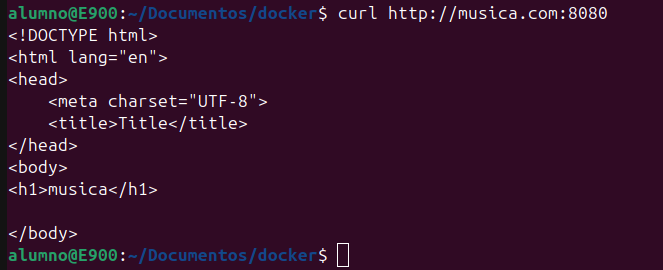 alumno@E900:~/Documentos/docker$ curl http://musica.com:8080
<!DOCTYPE html>
<html lang="en">
<head>
    <meta charset="UTF-8">
    <title>Title</title>
</head>
<body>
<h1>musica</h1>

</body>
alumno@E900:~/Documentos/docker$